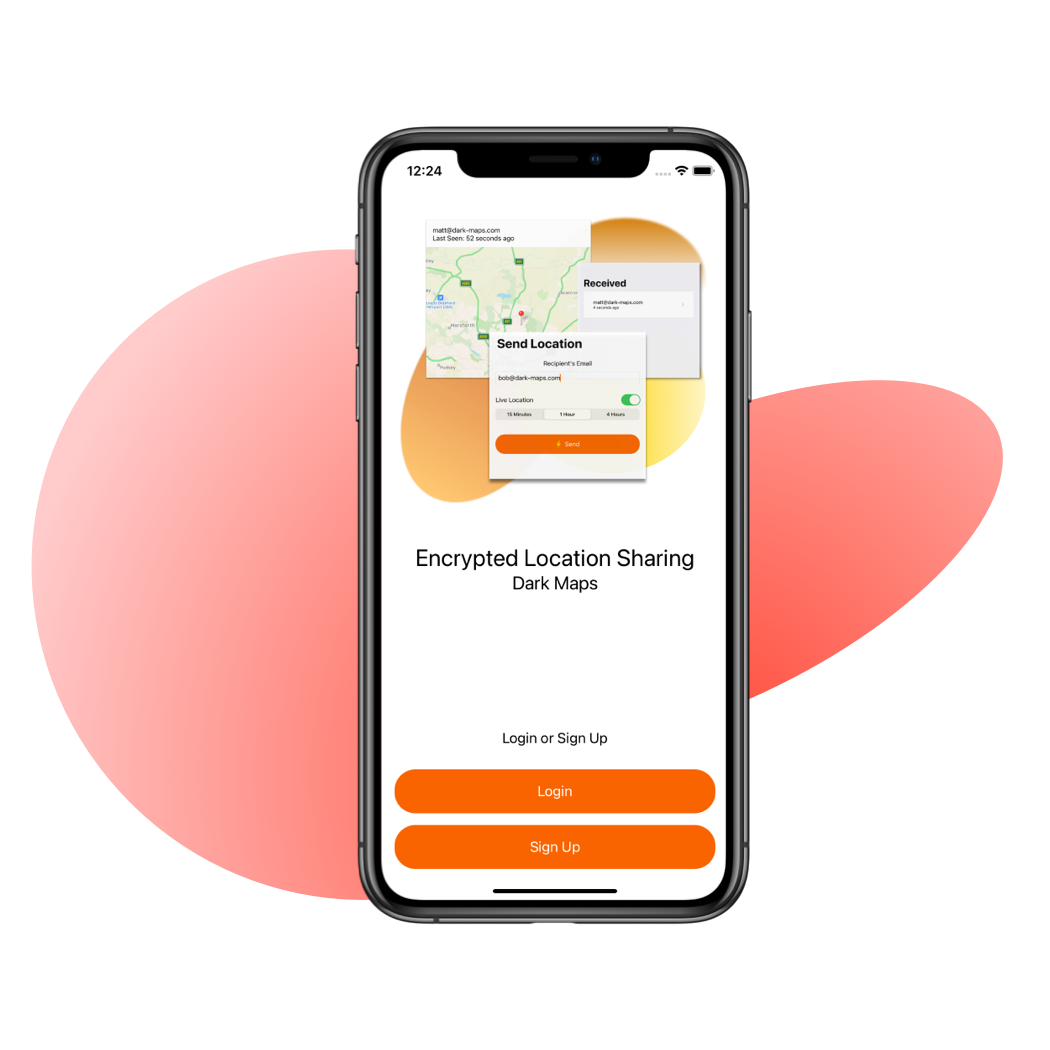 12:24
matt@dark-maps.com
Last Seen: 52 seconds ago
Horsforth
Pudsey
Received
matt@dark-maps.com
4 seconds ago
Send Location
Recipient's Email
bob@dark-maps.com
Live Location
15 Minutes 1 Hour 4 Hours
Send
Encrypted Location Sharing
Dark Maps
Login or Sign Up
Login
Sign Up